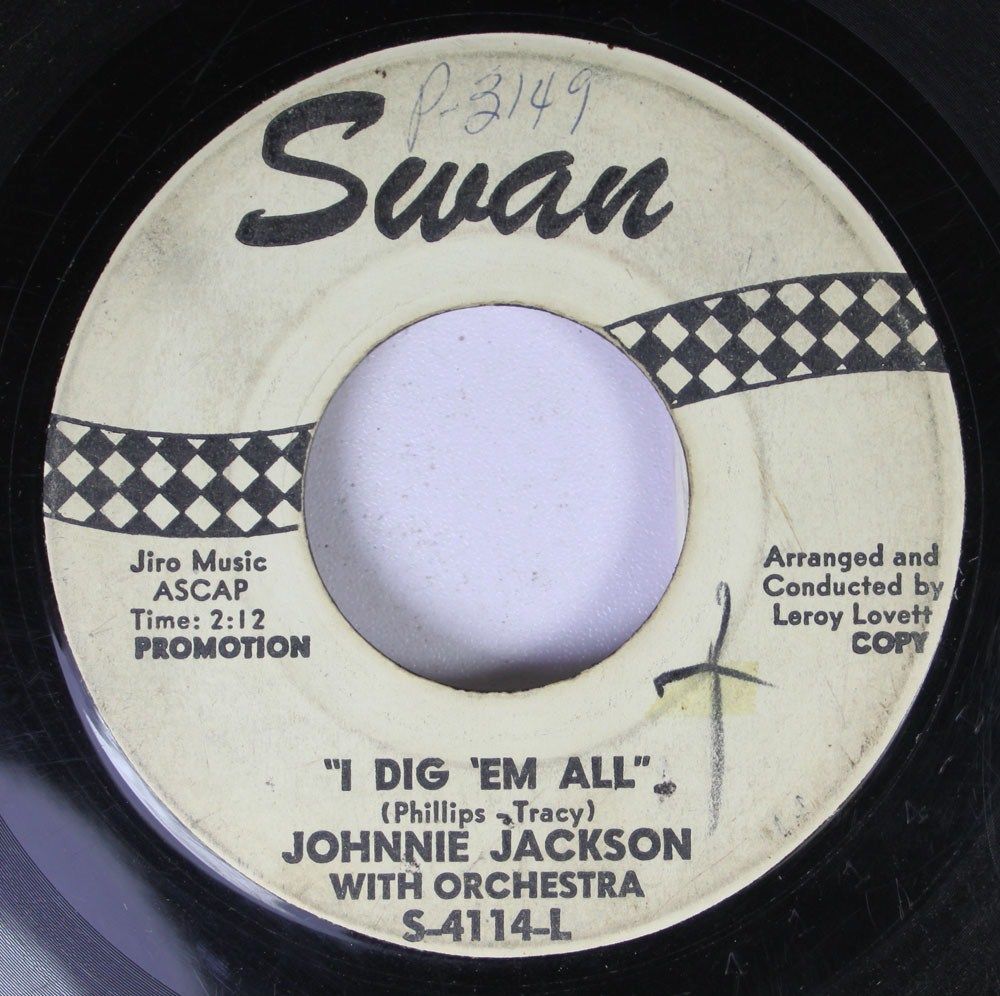 P-3149
Swan
Jiro Music
ASCAP
Time: 2:12
PROMOTION
Arranged and
Conducted by
Leroy Lovett
COPY
"I DIG 'EM ALL"
(Phillips - Tracy)
JOHNNIE JACKSON
WITH ORCHESTRA
S-4114-L